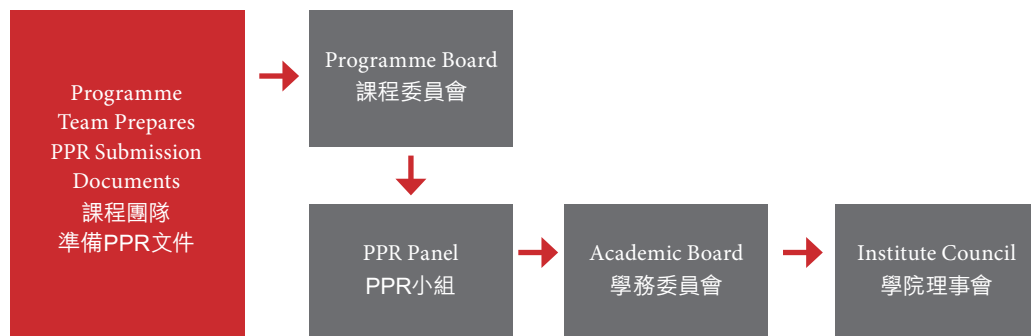 Programme
Team Prepares
PPR Submission
Documents
課程團隊
準備PPR文件
Programme Board
課程委員會
PPR Panel
PPR小組
Academic Board
學務委員會
Institute Council
學院理事會